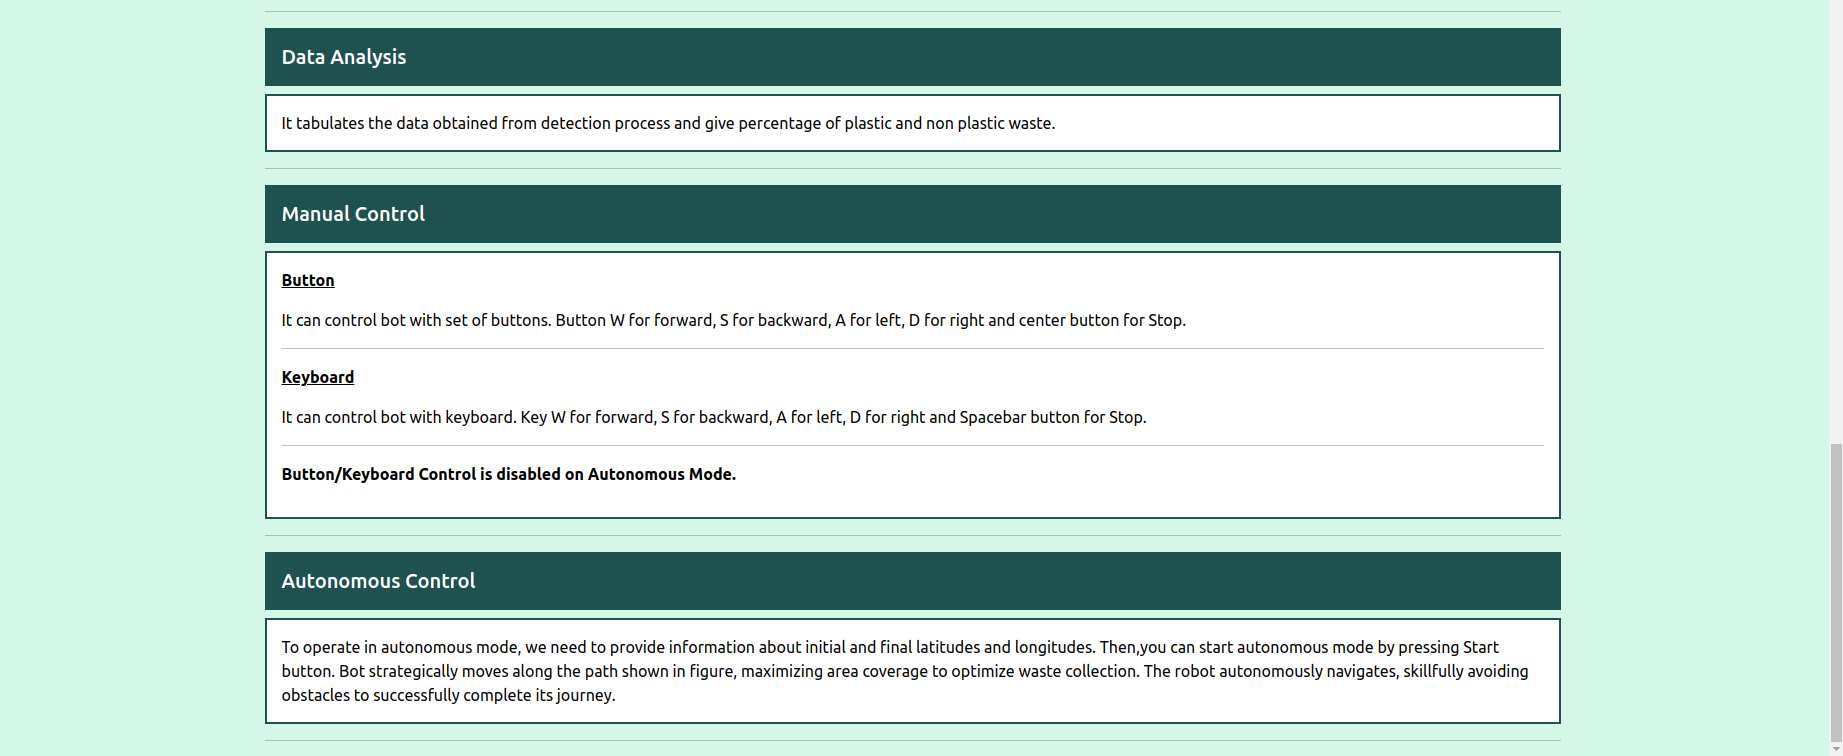 Data Analysis
It tabulates the data obtained from detection process and give percentage of plastic and non plastic waste.
Manual Control
Button
It can control bot with set of buttons. Button W for forward, S for backward, A for left, D for right and center button for Stop.
Keyboard
It can control bot with keyboard. Key W for forward, S for backward, A for left, D for right and Spacebar button for Stop.
Button/Keyboard Control is disabled on Autonomous Mode.
Autonomous Control
To operate in autonomous mode, we need to provide information about initial and final latitudes and longitudes. Then,you can start autonomous mode by pressing Start
button. Bot strategically moves along the path shown in figure, maximizing area coverage to optimize waste collection. The robot autonomously navigates, skillfully avoiding
obstacles to successfully complete its journey.